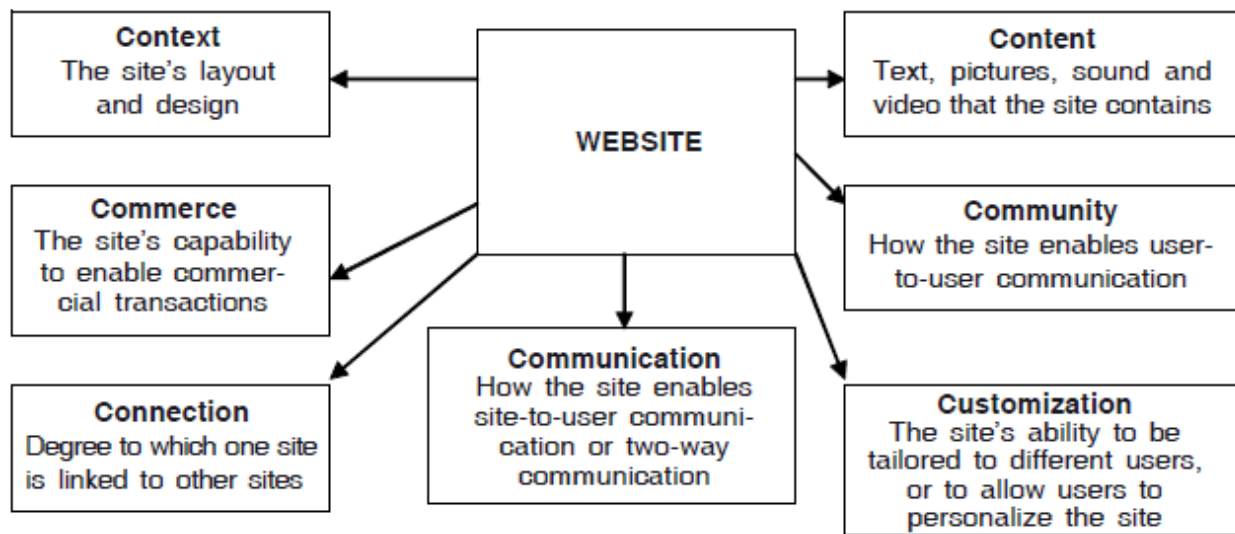 Context
The site's layout
and design
WEBSITE
Content
Text, pictures, sound and
video that the site contains
Commerce
The site's capability
to enable commer-
cial transactions
Community
How the site enables user-
to-user communication
Connection
Degree to which one site
is linked to other sites
Communication
How the site enables
site-to-user communi-
cation or two-way
communication
Customization
The site's ability to be
tailored to different users,
or to allow users to
personalize the site